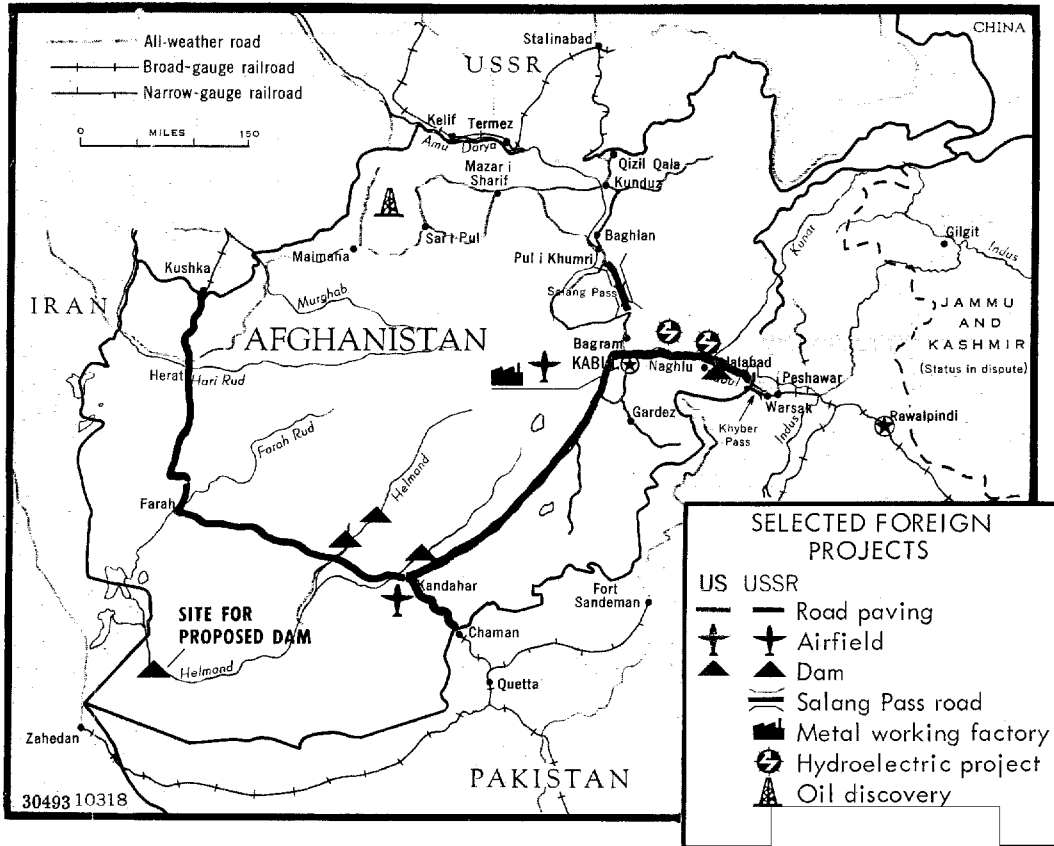 All-weather road
Broad-gauge railroad
Narrow-gauge railroad
0 MILES 150
CHINA
Stalinabad
USSR
Kelif
Termez
Amu Darya
Mazar i
Sharif
Qizil Qala
Kunduz
Sar i Pul
Maimana
Baghlan
Pul i Khumri
Salang Pass
Kunar
Gilgit
Indus
Kushka
IRAN
Murghab
AFGHANISTAN
JAMMU
AND
KASHMIR
(Status in dispute)
Bagram
KABUL
Naghlu
Jalalabad
Herat
Hari Rud
Peshawar
Warsak
Khyber
Pass
Indus
Rawalpindi
Gardez
Farah Rud
Helmand
Farah
Kandahar
Fort
Sandeman
SITE FOR
PROPOSED DAM
Helmand
Chaman
Quetta
Zahedan
PAKISTAN
30493 10318
SELECTED FOREIGN
PROJECTS
US USSR
Road paving
Airfield
Dam
Salang Pass road
Metal working factory
Hydroelectric project
Oil discovery